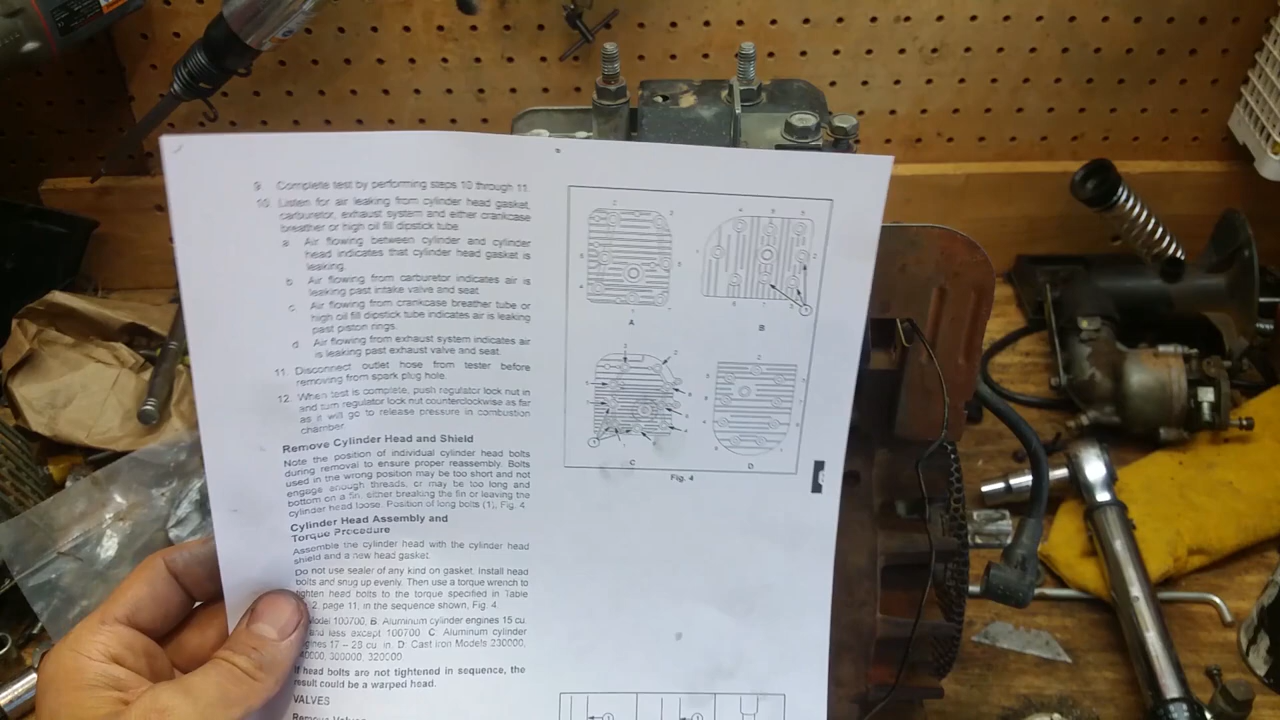 9. Complete test by performing steps 10 through 11.
10. Listen for air leaking from cylinder head gasket,
carburetor, exhaust system and either crankcase
breather or high oil fill dipstick tube.
a. Air flowing between cylinder and cylinder
head indicates that cylinder head gasket is
leaking.
b. Air flowing from carburetor indicates air is
leaking past intake valve and seat.
c. Air flowing from crankcase breather tube or
high oil fill dipstick tube indicates air is leaking
past piston rings.
d. Air flowing from exhaust system indicates air
is leaking past exhaust valve and seat.
11. Disconnect outlet hose from tester before
removing from spark plug hole.
12. When test is complete, push regulator lock nut in
and turn regulator lock nut counterclockwise as far
as it will go to release pressure in combustion
chamber.
Remove Cylinder Head and Shield
Note the position of individual cylinder head bolts
during removal to ensure proper reassembly. Bolts
used in the wrong position may be too short and not
engage enough threads, or may be too long and
bottom on a fin, either breaking the fin or leaving the
cylinder head loose. Position of long bolts (1), Fig. 4.
Cylinder Head Assembly and
Torque Procedure
Assemble the cylinder head with the cylinder head
shield and a new head gasket.
Do not use sealer of any kind on gasket. Install head
bolts and snug up evenly. Then use a torque wrench to
tighten head bolts to the torque specified in Table
2, page 11, in the sequence shown, Fig. 4.
Model 100700, B: Aluminum cylinder engines 15 cu.
and less except 100700. C: Aluminum cylinder
gines 17 – 29 cu. in. D: Cast iron Models 230000,
40000, 300000, 320000
If head bolts are not tightened in sequence, the
result could be a warped head.
VALVES
Remove Valves
A
B
C
D
Fig. 4